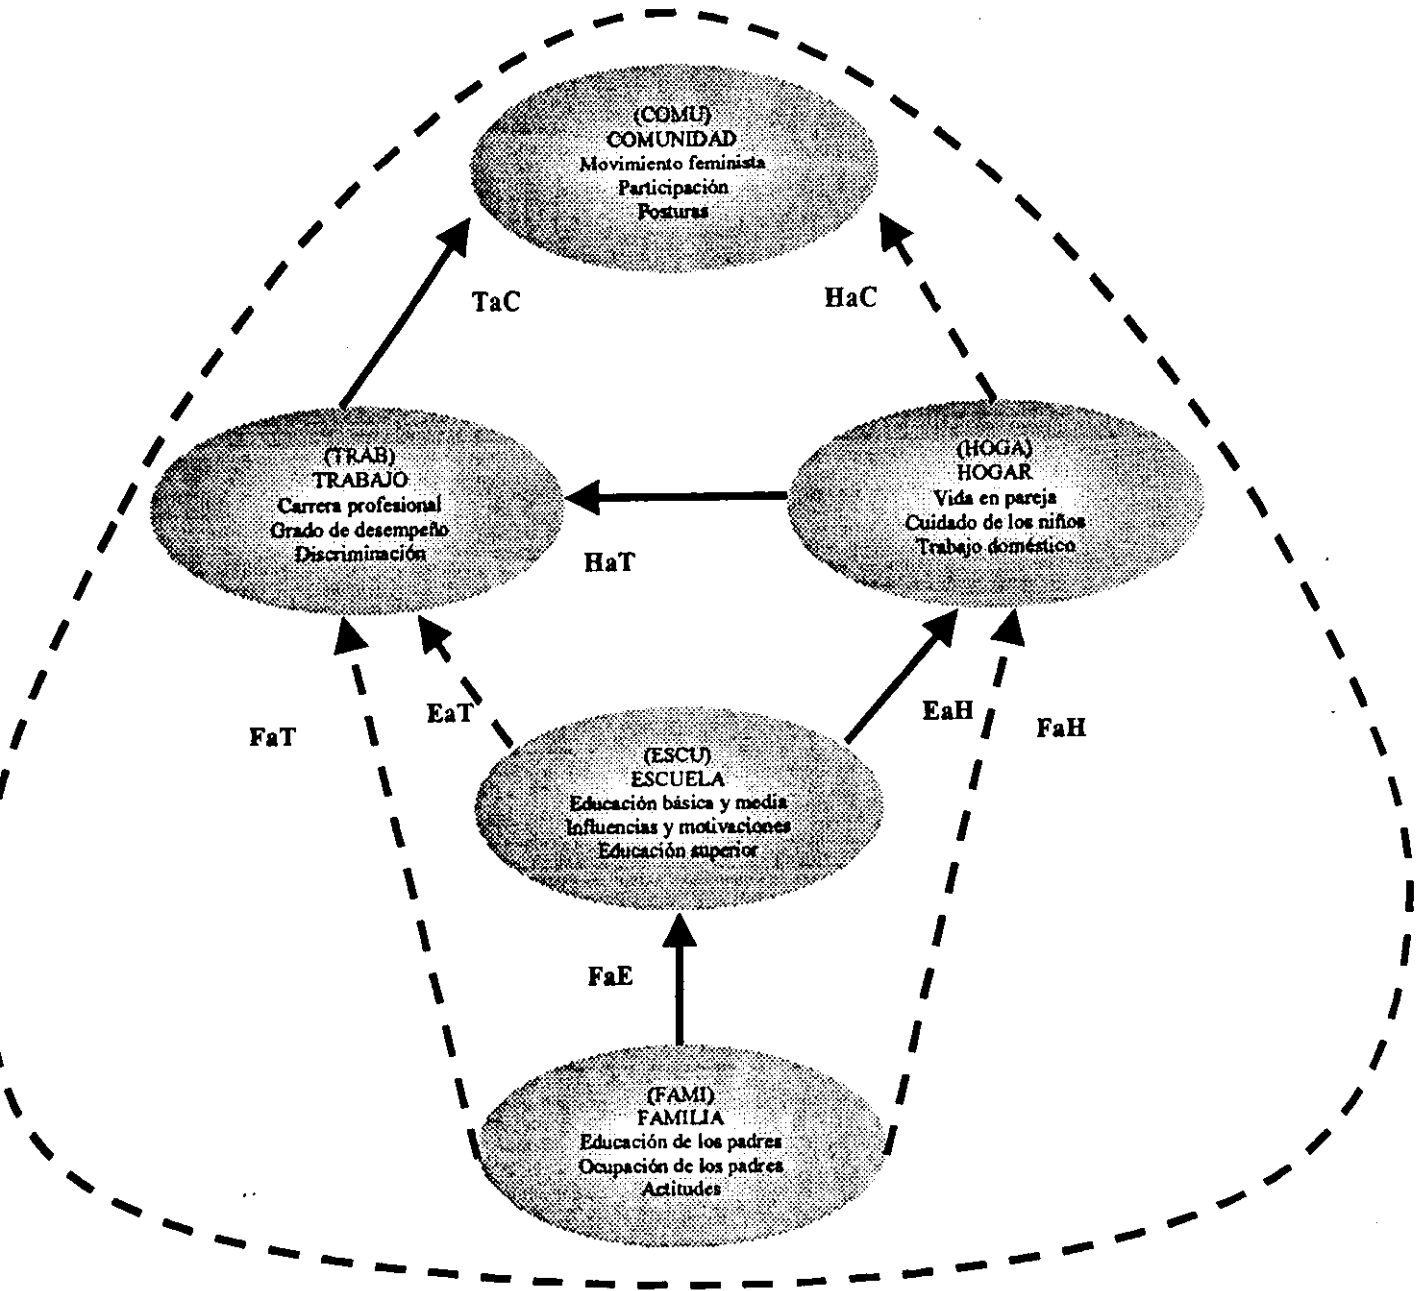 (COMU)
COMUNIDAD
Movimiento feminista
Participación
Posturas
TaC
HaC
(TRAB)
TRABAJO
Carrera profesional
Grado de desempeño
Discriminación
(HOGA)
HOGAR
Vida en pareja
Cuidado de los niños
Trabajo doméstico
HaT
FaT
EaT
EaH
FaH
(ESCU)
ESCUELA
Educación básica y media
Influencias y motivaciones
Educación superior
FaE
(FAMI)
FAMILIA
Educación de los padres
Ocupación de los padres
Actitudes